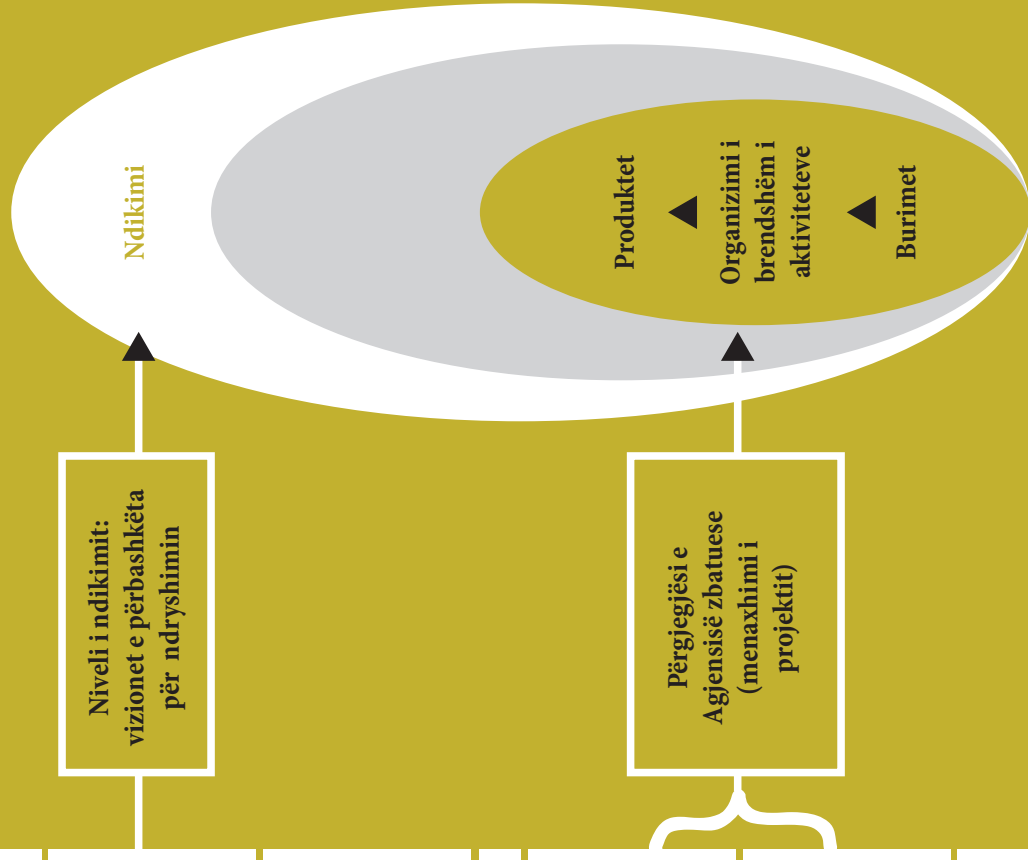 Ndikimi
Produktet
Organizimi i
brendshëm i
aktiviteteve
Burimet
Niveli i ndikimit:
vizionet e përbashkëta
për ndryshimin
Përgjegjësi e
Agjensisë zbatuese
(menaxhimi i
projektit)